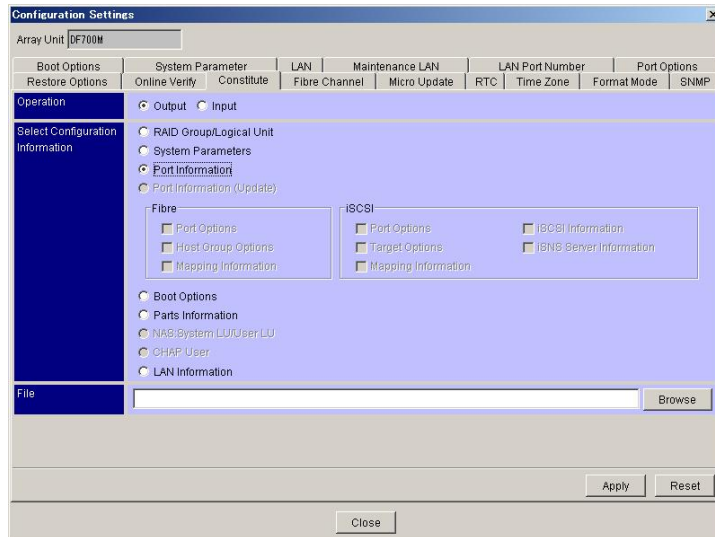 Configuration Settings
Array Unit DF700M
Boot Options System Parameter LAN Maintenance LAN LAN Port Number Port Options
Restore Options Online Verify Constitute Fibre Channel Micro Update RTC Time Zone Format Mode SNMP
Operation
Output Input
Select Configuration Information
RAID Group/Logical Unit
System Parameters
Port Information
Port Information (Update)
Fibre
Port Options
Host Group Options
Mapping Information
iSCSI
Port Options iSCSI Information
Target Options iSNS Server Information
Mapping Information
Boot Options
Parts Information
NAS:System LU/User LU
CHAP User
LAN Information
File
Browse
Apply Reset
Close